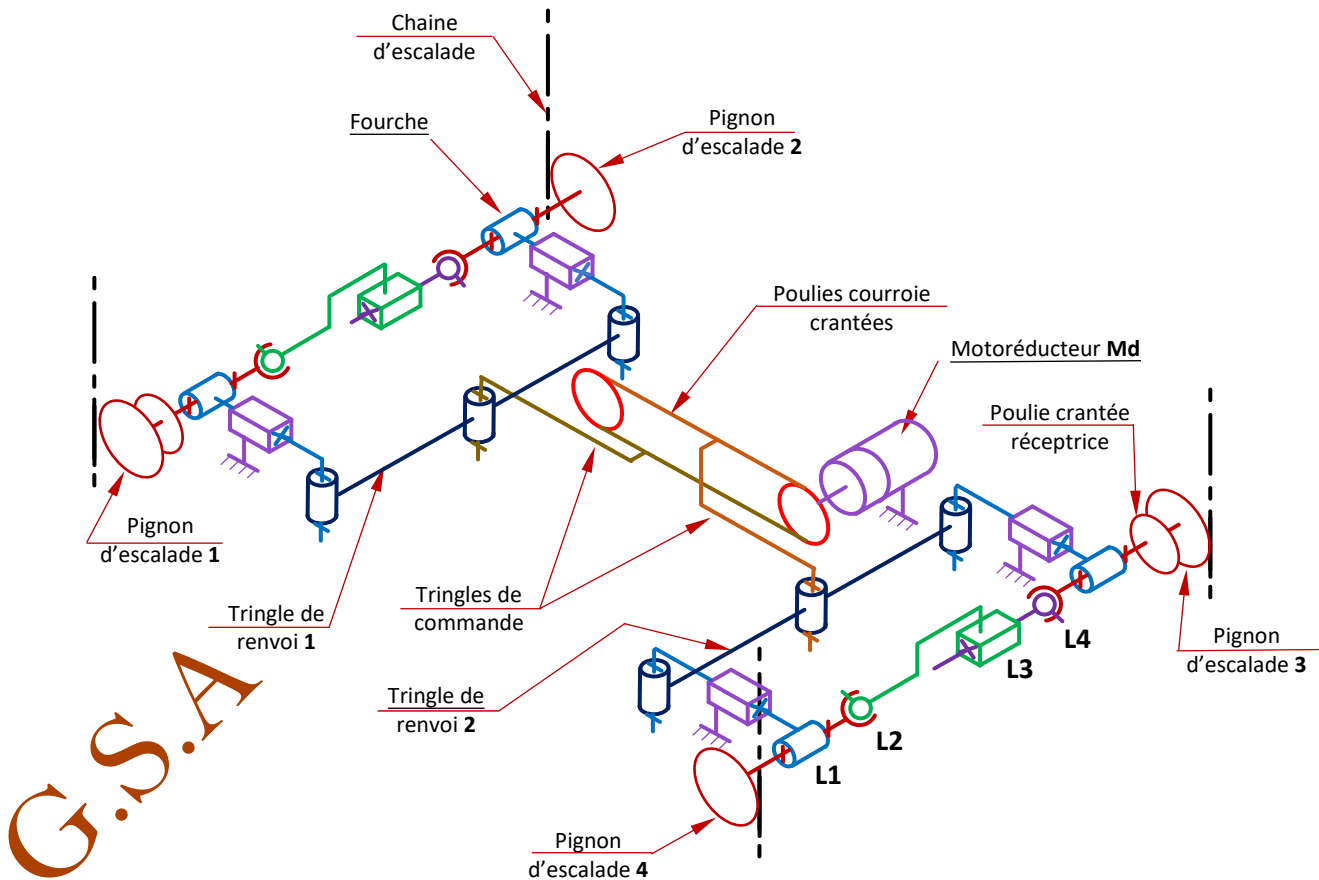 Chaine
d'escalade
Fourche
Pignon
d'escalade 2
Poulies courroie
crantées
Motoréducteur Md
Poulie crantée
réceptrice
Pignon
d'escalade 1
Tringle de
renvoi 1
Tringles de
commande
Tringle de
renvoi 2
L4
L3
L2
L1
Pignon
d'escalade 3
Pignon
d'escalade 4
G.S.A